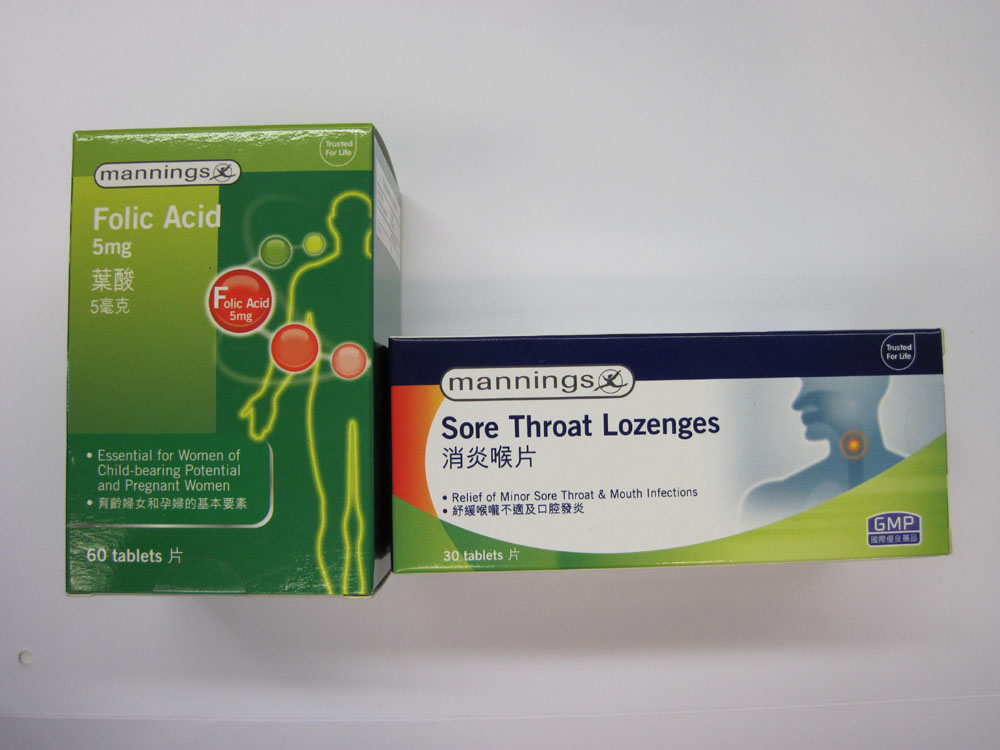 Trusted
For Life
mannings
Folic Acid
5mg
葉酸
5毫克
Folic Acid
5mg
• Essential for Women of
Child-bearing Potential
and Pregnant Women
• 育齡婦女和孕婦的基本要素
60 tablets 片
Trusted
For Life
mannings
Sore Throat Lozenges
消炎喉片
• Relief of Minor Sore Throat & Mouth Infections
• 紓緩喉嚨不適及口腔發炎
30 tablets 片
GMP
國際優良藥品